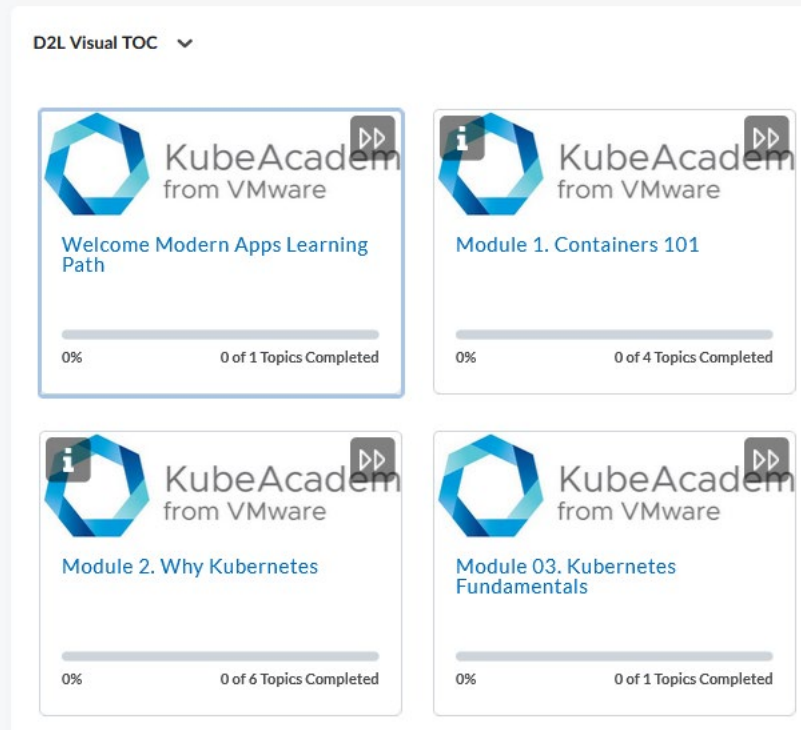 D2L Visual TOC
KubeAcadem
from VMware
Welcome Modern Apps Learning
Path
0%
0 of 1 Topics Completed
i
KubeAcadem
from VMware
Module 1. Containers 101
0%
0 of 4 Topics Completed
i
KubeAcadem
from VMware
Module 2. Why Kubernetes
0%
0 of 6 Topics Completed
KubeAcadem
from VMware
Module 03. Kubernetes
Fundamentals
0%
0 of 1 Topics Completed